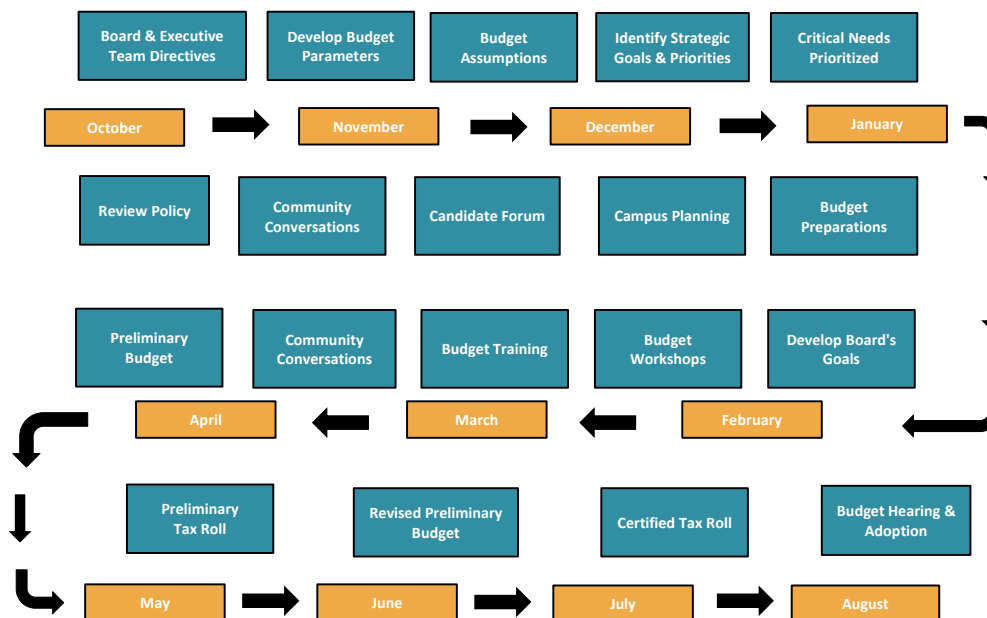 Board & Executive
Team Directives
Develop Budget
Parameters
Budget
Assumptions
Identify Strategic
Goals & Priorities
Critical Needs
Prioritized
October
November
December
January
Review Policy
Community
Conversations
Candidate Forum
Campus Planning
Budget
Preparations
Preliminary
Budget
Community
Conversations
Budget Training
Budget
Workshops
Develop Board's
Goals
April
March
February
Preliminary
Tax Roll
Revised Preliminary
Budget
Certified Tax Roll
Budget Hearing &
Adoption
May
June
July
August